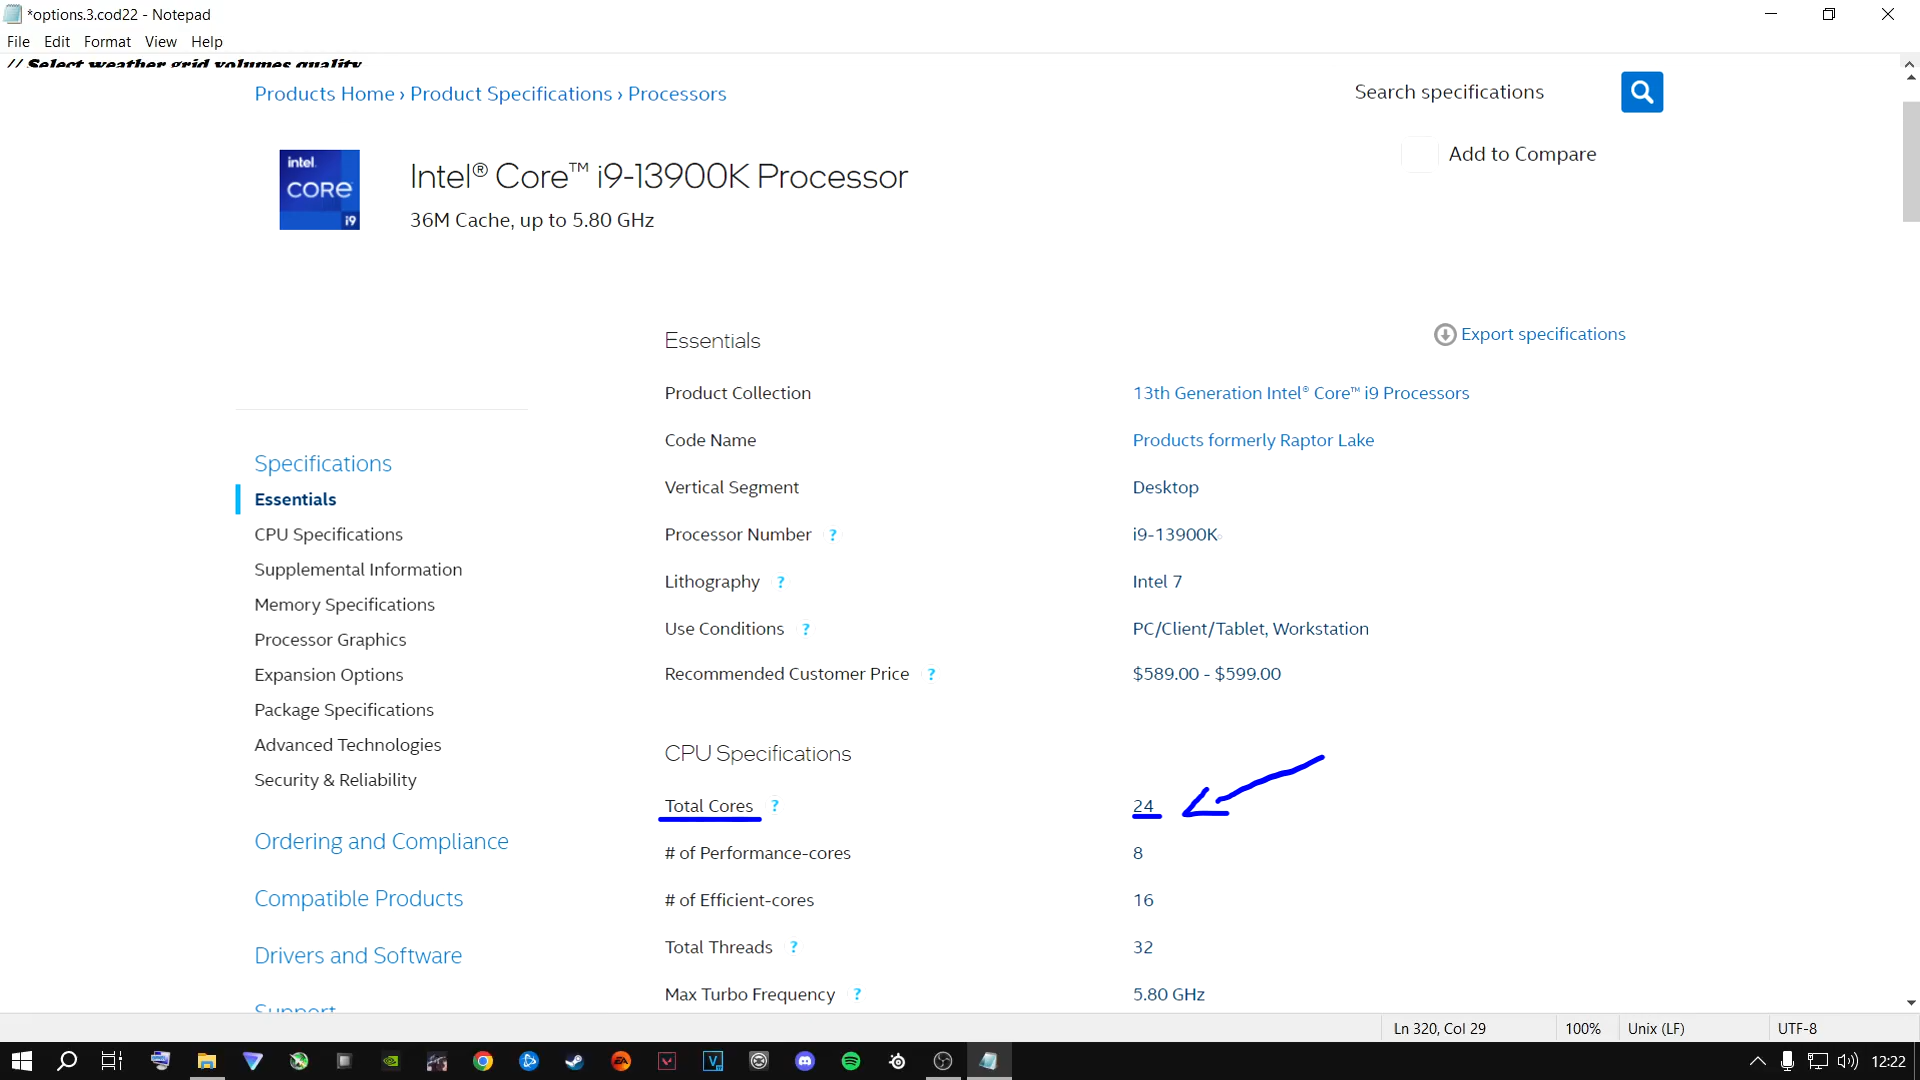 *options.3.cod22 - Notepad
File Edit Format View Help
// Select weather grid volumes quality
Products Home › Product Specifications › Processors
Search specifications
Add to Compare
intel.
CORE
i9
Intel® Core™ i9-13900K Processor
36M Cache, up to 5.80 GHz
Essentials
Export specifications
Product Collection 13th Generation Intel® Core™ i9 Processors
Code Name Products formerly Raptor Lake
Vertical Segment Desktop
Processor Number ? i9-13900K
Lithography ? Intel 7
Use Conditions ? PC/Client/Tablet, Workstation
Recommended Customer Price ? $589.00 - $599.00
CPU Specifications
Total Cores ? 24
# of Performance-cores 8
# of Efficient-cores 16
Total Threads ? 32
Max Turbo Frequency ? 5.80 GHz
Specifications
Essentials
CPU Specifications
Supplemental Information
Memory Specifications
Processor Graphics
Expansion Options
Package Specifications
Advanced Technologies
Security & Reliability
Ordering and Compliance
Compatible Products
Drivers and Software
Support
Ln 320, Col 29 100% Unix (LF) UTF-8
12:22